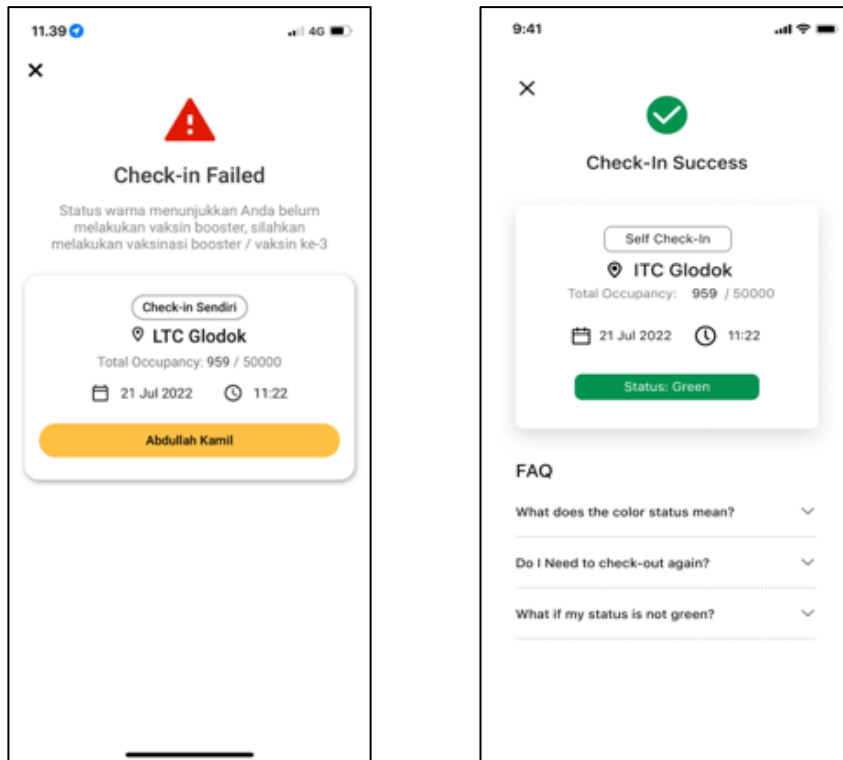 11.39
4G
Check-in Failed
Status warna menunjukkan Anda belum
melakukan vaksin booster, silahkan
melakukan vaksinasi booster / vaksin ke-3
Check-in Sendiri
LTC Glodok
Total Occupancy: 959 / 50000
21 Jul 2022 11:22
Abdullah Kamil
9:41
Check-In Success
Self Check-In
ITC Glodok
Total Occupancy: 959 / 50000
21 Jul 2022 11:22
Status: Green
FAQ
What does the color status mean?
Do I Need to check-out again?
What if my status is not green?